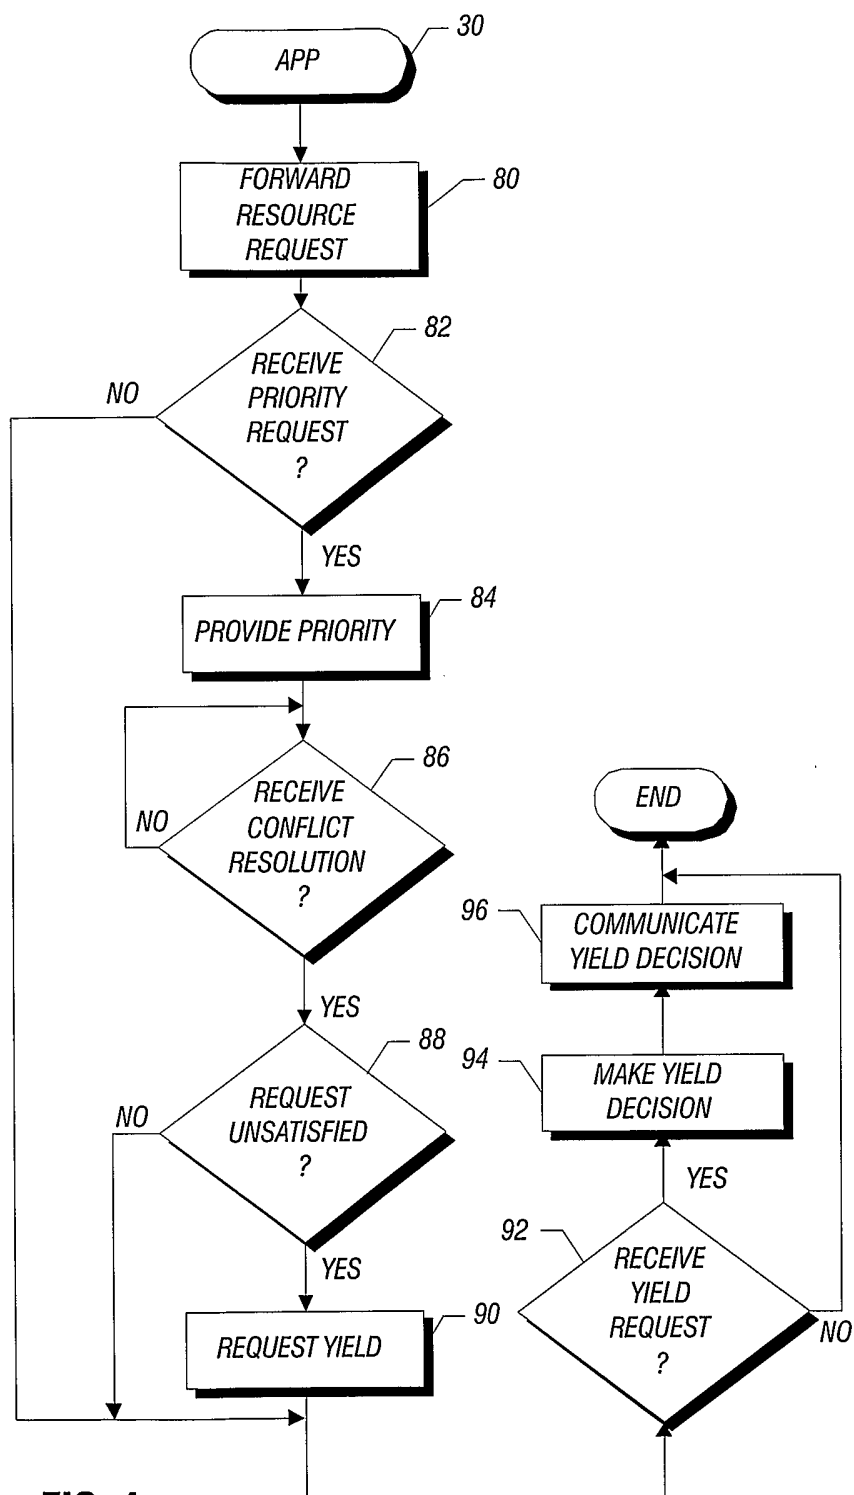 30
APP
80
FORWARD
RESOURCE
REQUEST
82
RECEIVE
PRIORITY
REQUEST
?
NO
YES
84
PROVIDE PRIORITY
86
RECEIVE
CONFLICT
RESOLUTION
?
NO
YES
88
REQUEST
UNSATISFIED
?
NO
YES
90
REQUEST YIELD
92
RECEIVE
YIELD
REQUEST
?
NO
YES
94
MAKE YIELD
DECISION
96
COMMUNICATE
YIELD DECISION
END